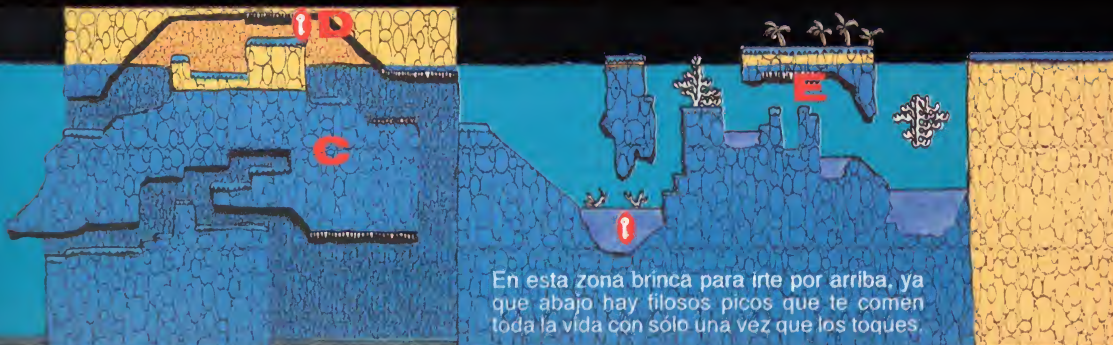 D
C
E
En esta zona brinca para irte por arriba, ya
que abajo hay filosos picos que te comen
toda la vida con sólo una vez que los toques.